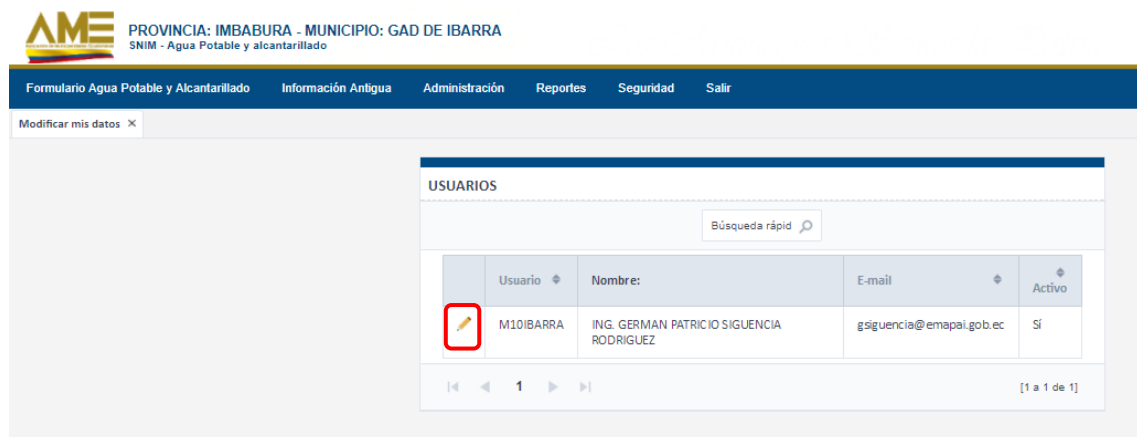 AME
PROVINCIA: IMBABURA - MUNICIPIO: GAD DE IBARRA
SNIM - Agua Potable y alcantarillado
Formulario Agua Potable y Alcantarillado Información Antigua Administración Reportes Seguridad Salir
Modificar mis datos ×
USUARIOS
Búsqueda rápid
Usuario Nombre: E-mail Activo
M10IBARRA ING. GERMAN PATRICIO SIGUENCIA gsiguencia@emapai.gob.ec Sí
RODRIGUEZ
1 [1 a 1 de 1]